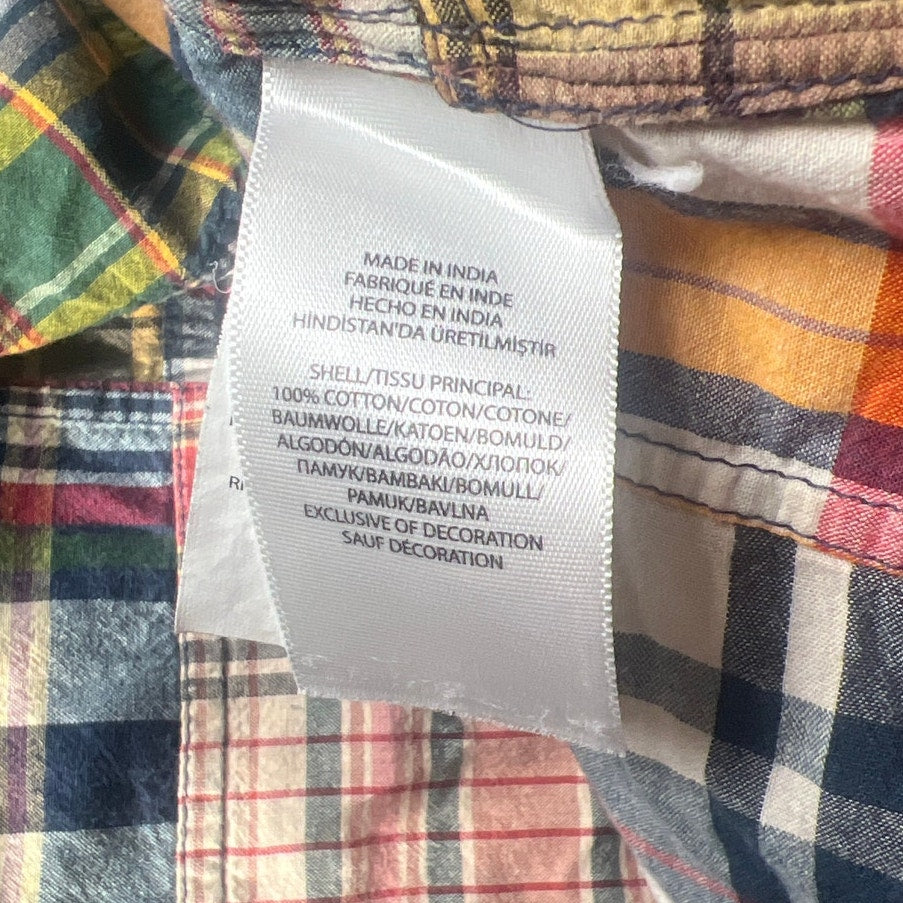 MADE IN INDIA
FABRIQUÉ EN INDE
HECHO EN INDIA
HİNDİSTAN'DA ÜRETİLMİŞTİR
SHELL/TISSU PRINCIPAL:
100% COTTON/COTON/COTONE/
BAUMWOLLE/KATOEN/BOMULD/
ALGODÓN/ALGODÃO/ХЛОПОК/
ПАМУК/BAMBAKI/BOMULL/
PAMUK/BAVLNA
EXCLUSIVE OF DECORATION
SAUF DÉCORATION